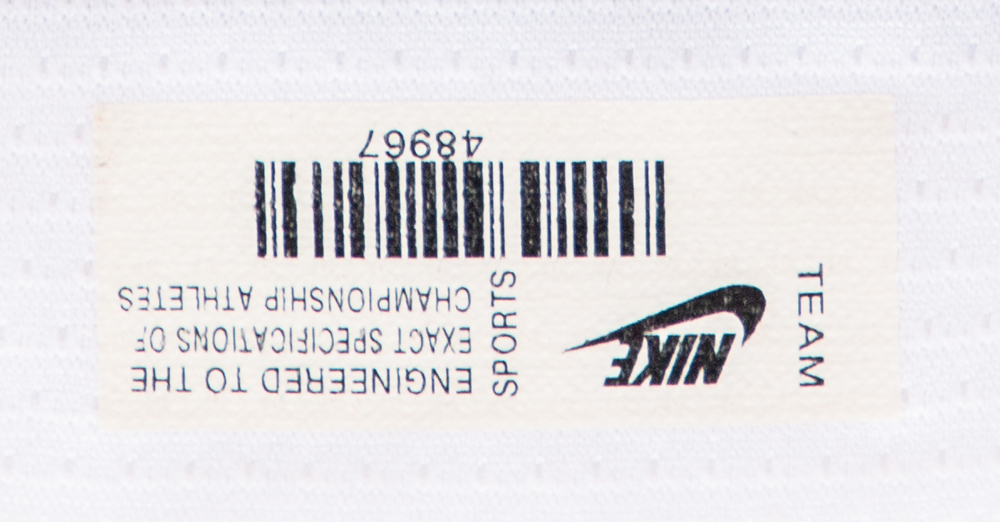 TEAM
NIKE
SPORTS
ENGINEERED TO THE
EXACT SPECIFICATIONS OF
CHAMPIONSHIP ATHLETES
48967